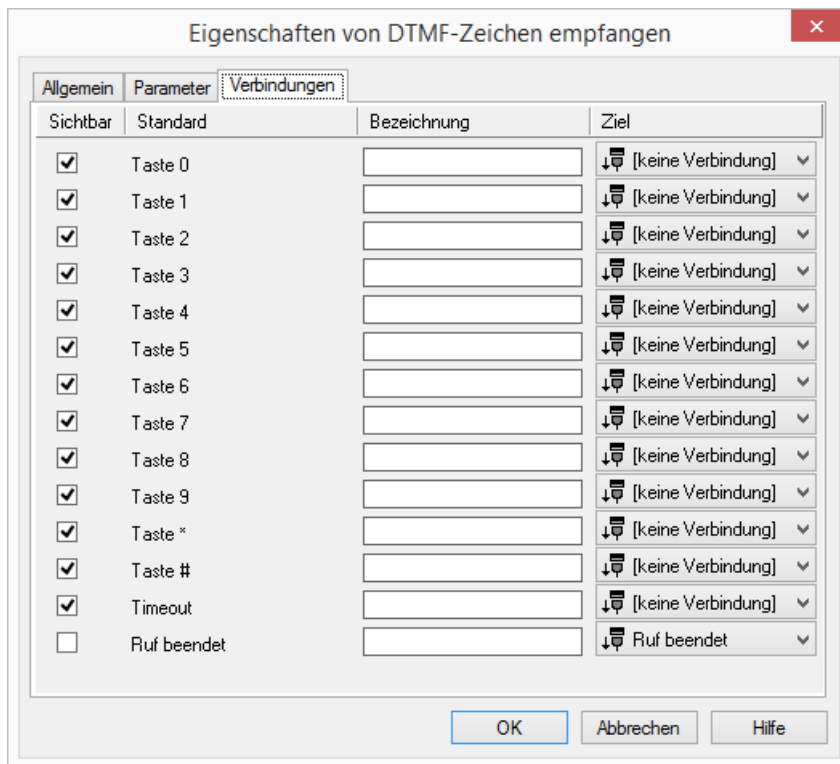 Eigenschaften von DTMF-Zeichen empfangen
Allgemein Parameter Verbindungen
Sichtbar Standard Bezeichnung Ziel
Taste 0 [keine Verbindung]
Taste 1 [keine Verbindung]
Taste 2 [keine Verbindung]
Taste 3 [keine Verbindung]
Taste 4 [keine Verbindung]
Taste 5 [keine Verbindung]
Taste 6 [keine Verbindung]
Taste 7 [keine Verbindung]
Taste 8 [keine Verbindung]
Taste 9 [keine Verbindung]
Taste * [keine Verbindung]
Taste # [keine Verbindung]
Timeout [keine Verbindung]
Ruf beendet Ruf beendet
OK Abbrechen Hilfe